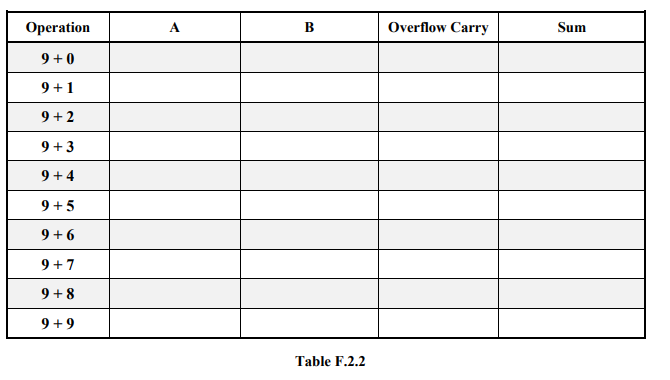 Operation A B Overflow Carry Sum
9 + 0
9 + 1
9 + 2
9 + 3
9 + 4
9 + 5
9 + 6
9 + 7
9 + 8
9 + 9
Table F.2.2